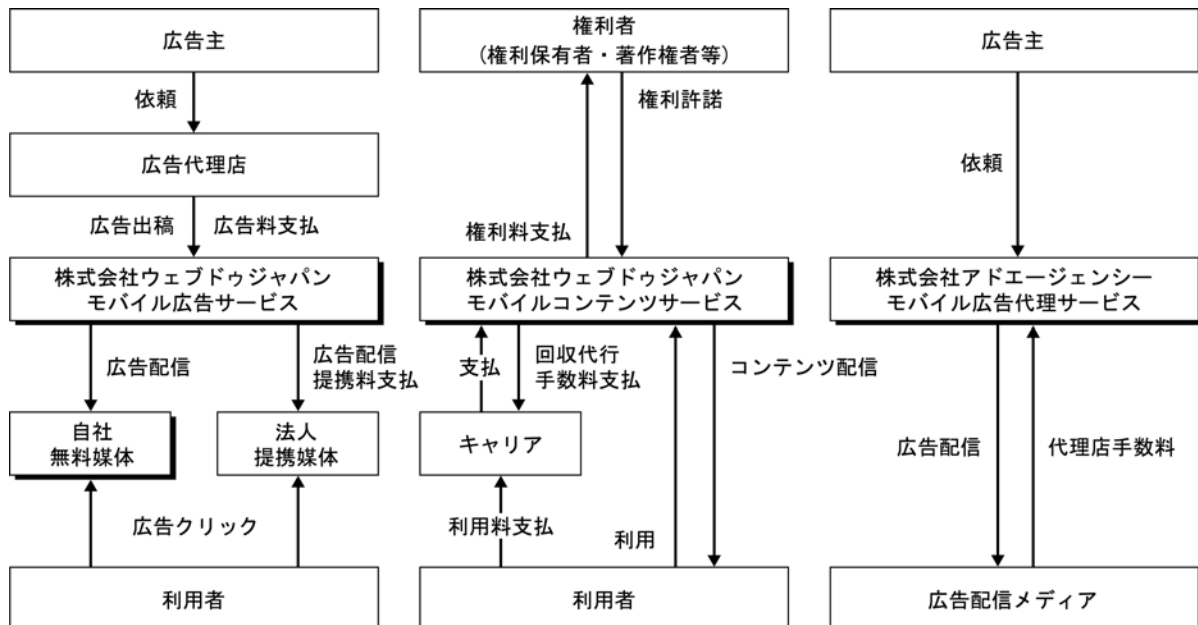 広告主
依頼
広告代理店
広告出稿
広告料支払
株式会社ウェブドゥジャパン
モバイル広告サービス
広告配信
広告配信
提携料支払
自社
無料媒体
法人
提携媒体
広告クリック
利用者
権利者
（権利保有者・著作権者等）
権利許諾
権利料支払
株式会社ウェブドゥジャパン
モバイルコンテンツサービス
支払
回収代行
手数料支払
コンテンツ配信
キャリア
利用料支払
利用
利用者
広告主
依頼
株式会社アドエージェンシー
モバイル広告代理サービス
広告配信
代理店手数料
広告配信メディア